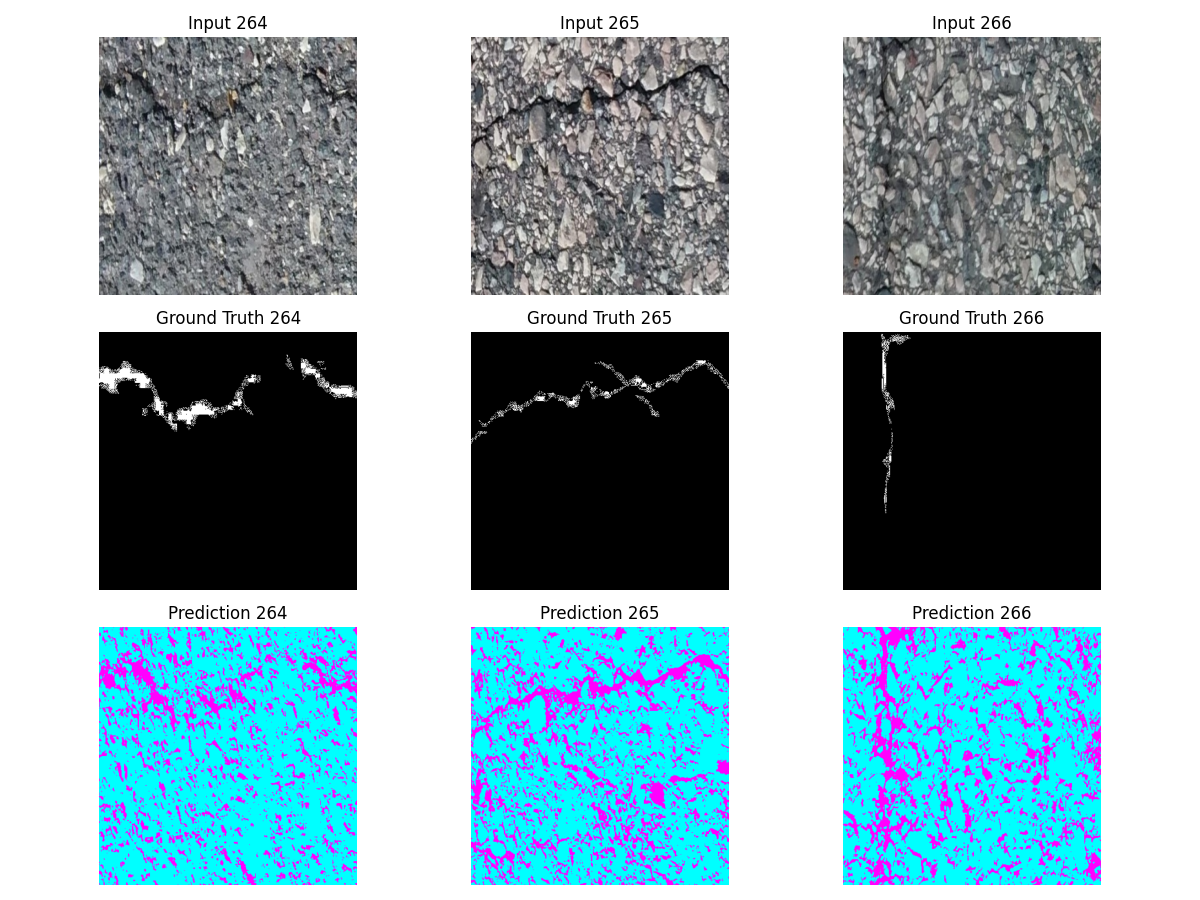 Input 264
Input 265
Input 266
Ground Truth 264
Ground Truth 265
Ground Truth 266
Prediction 264
Prediction 265
Prediction 266